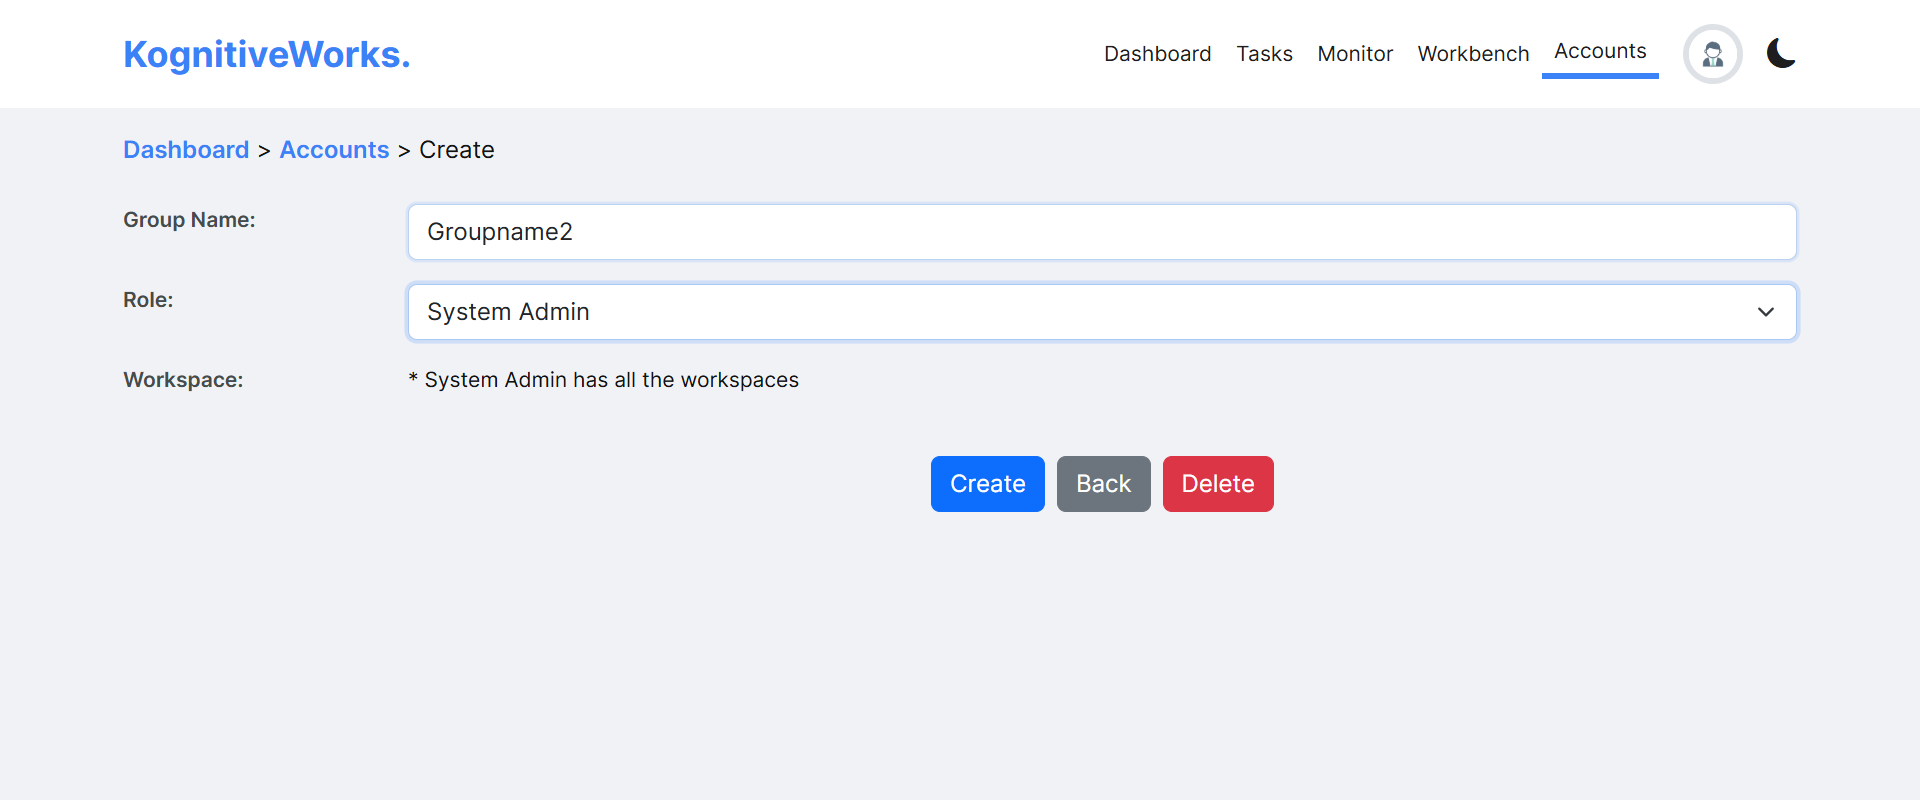 KognitiveWorks.
Dashboard Tasks Monitor Workbench Accounts
Dashboard > Accounts > Create
Group Name: Groupname2
Role: System Admin
Workspace: * System Admin has all the workspaces
Create Back Delete